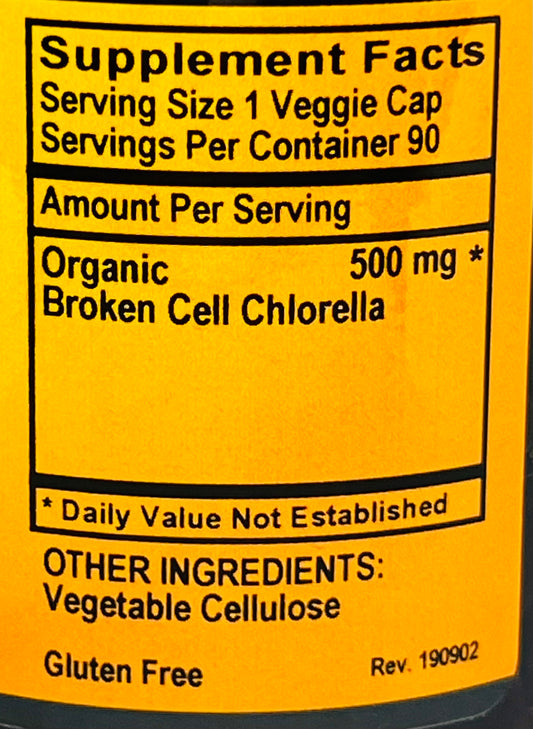 Supplement Facts
Serving Size 1 Veggie Cap
Servings Per Container 90
Amount Per Serving
Organic 500 mg *
Broken Cell Chlorella
* Daily Value Not Established
OTHER INGREDIENTS:
Vegetable Cellulose
Gluten Free
Rev. 190902